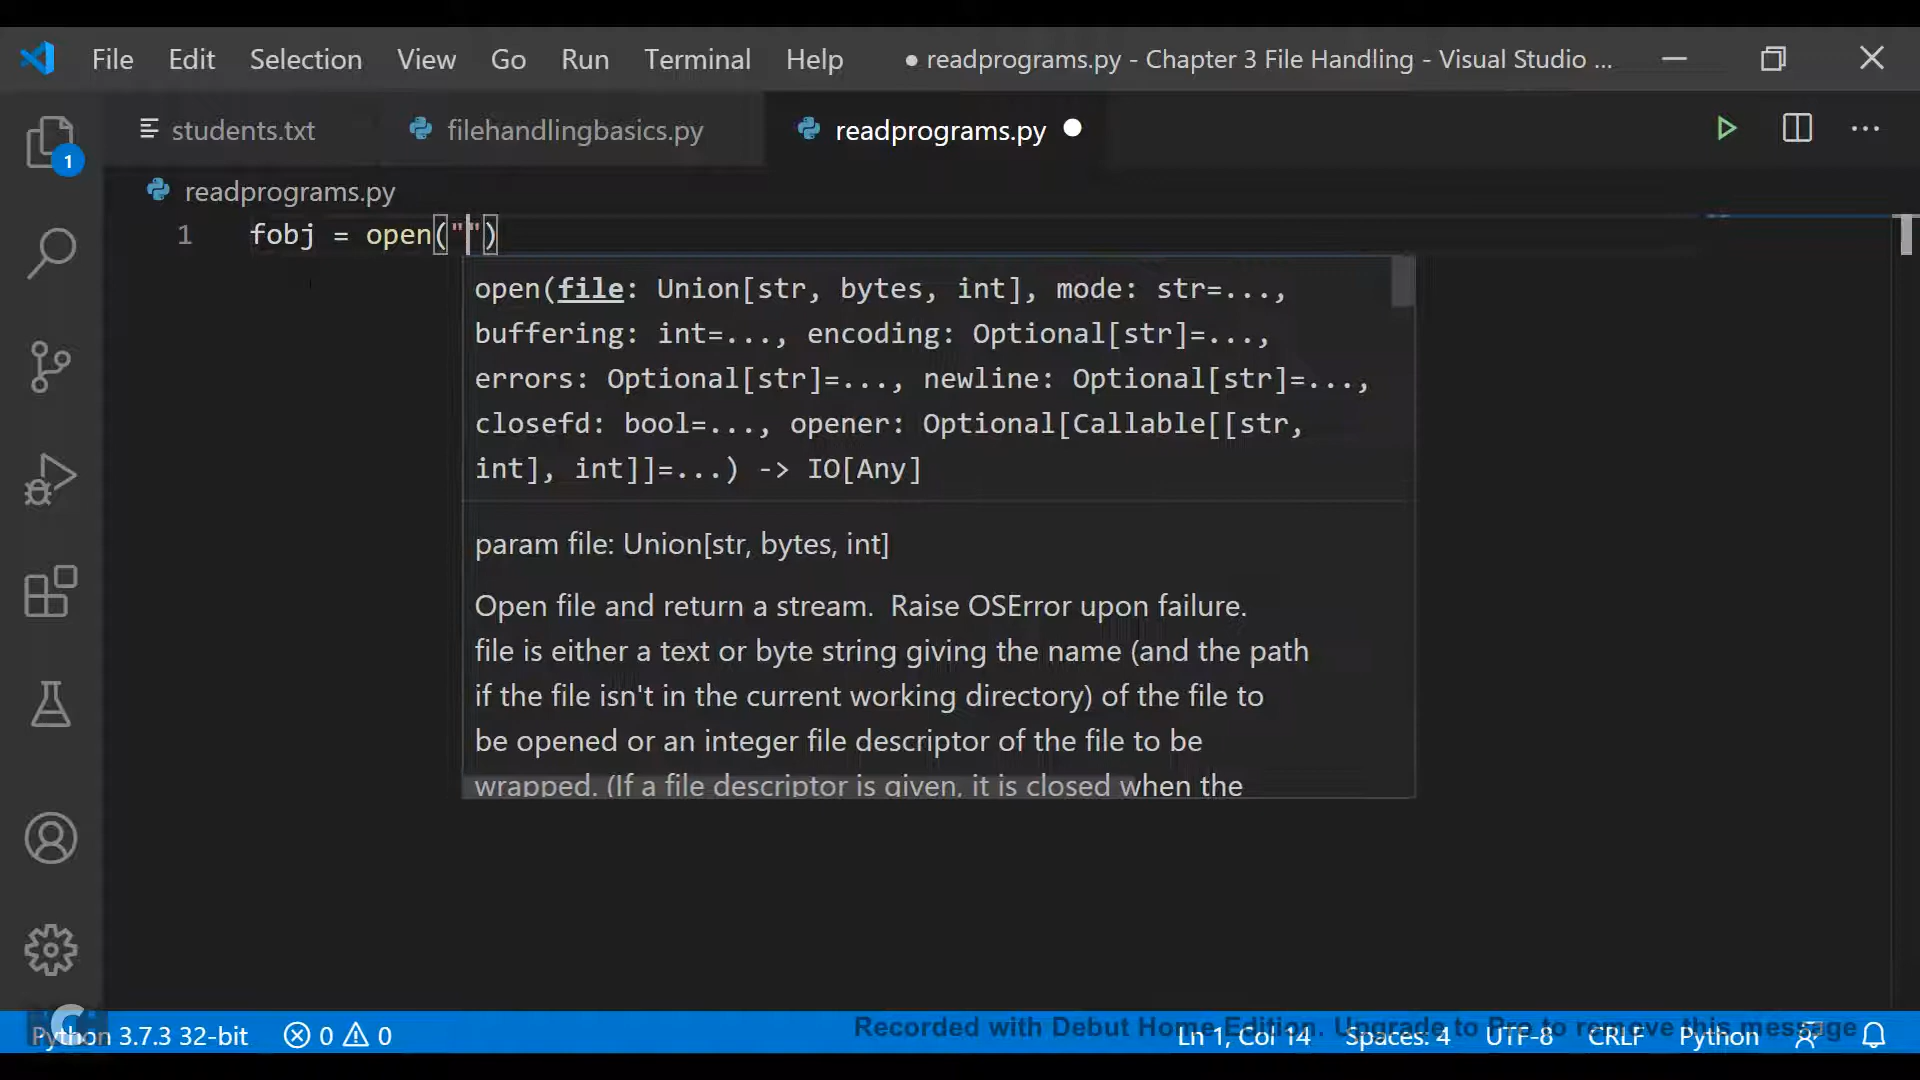 File Edit Selection View Go Run Terminal Help ● readprograms.py - Chapter 3 File Handling - Visual Studio ...
students.txt filehandlingbasics.py readprograms.py
1
readprograms.py
1 fobj = open("")
open(file: Union[str, bytes, int], mode: str=...,
buffering: int=..., encoding: Optional[str]=...,
errors: Optional[str]=..., newline: Optional[str]=...,
closefd: bool=..., opener: Optional[Callable[[str,
int], int]]=...) -> IO[Any]
param file: Union[str, bytes, int]
Open file and return a stream.  Raise OSError upon failure.
file is either a text or byte string giving the name (and the path
if the file isn't in the current working directory) of the file to
be opened or an integer file descriptor of the file to be
wrapped. (If a file descriptor is given, it is closed when the
Recorded with Debut Home Edition. Upgrade to Pro to remove this message
Python 3.7.3 32-bit 0 0 Ln 1, Col 14 Spaces: 4 UTF-8 CRLF Python